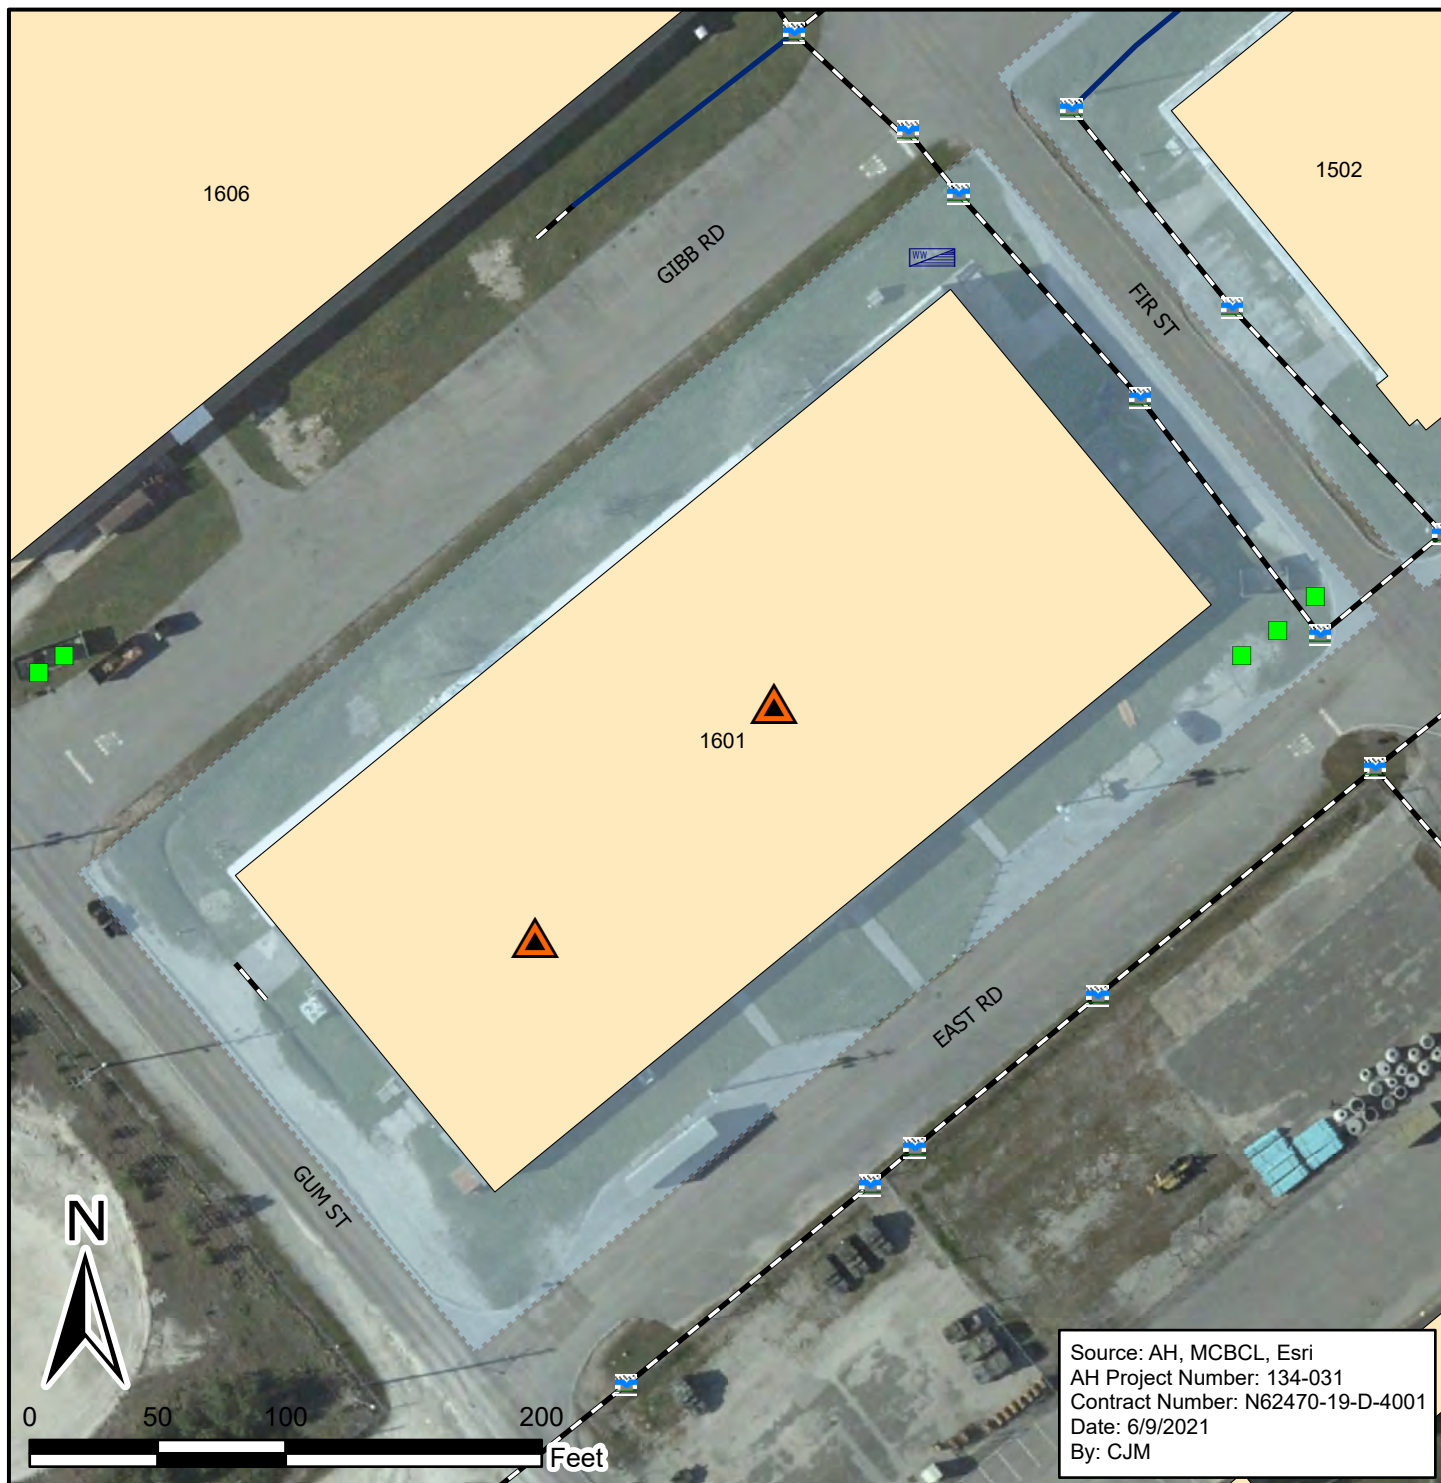 1606
1502
GIBB RD
WW
FIR ST
1601
EAST RD
GUM ST
N
0 50 100 200
Feet
Source: AH, MCBCL, Esri
AH Project Number: 134-031
Contract Number: N62470-19-D-4001
Date: 6/9/2021
By: CJM